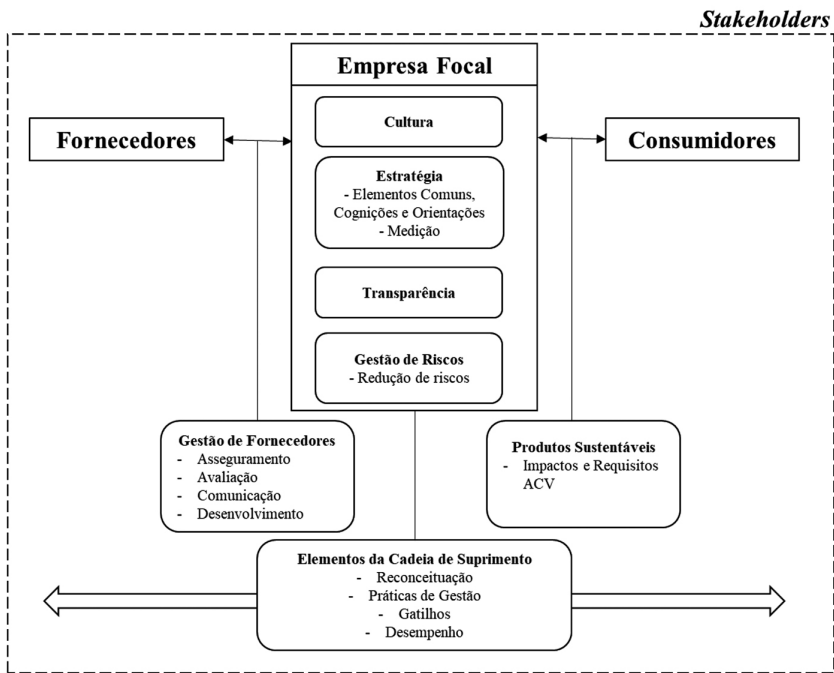 Stakeholders
Empresa Focal
Fornecedores
Consumidores
Cultura
Estratégia
- Elementos Comuns,
Cognições e Orientações
- Medição
Transparência
Gestão de Riscos
- Redução de riscos
Gestão de Fornecedores
- Asseguramento
- Avaliação
- Comunicação
- Desenvolvimento
Produtos Sustentáveis
- Impactos e Requisitos
ACV
Elementos da Cadeia de Suprimento
- Reconceituação
- Práticas de Gestão
- Gatilhos
- Desempenho